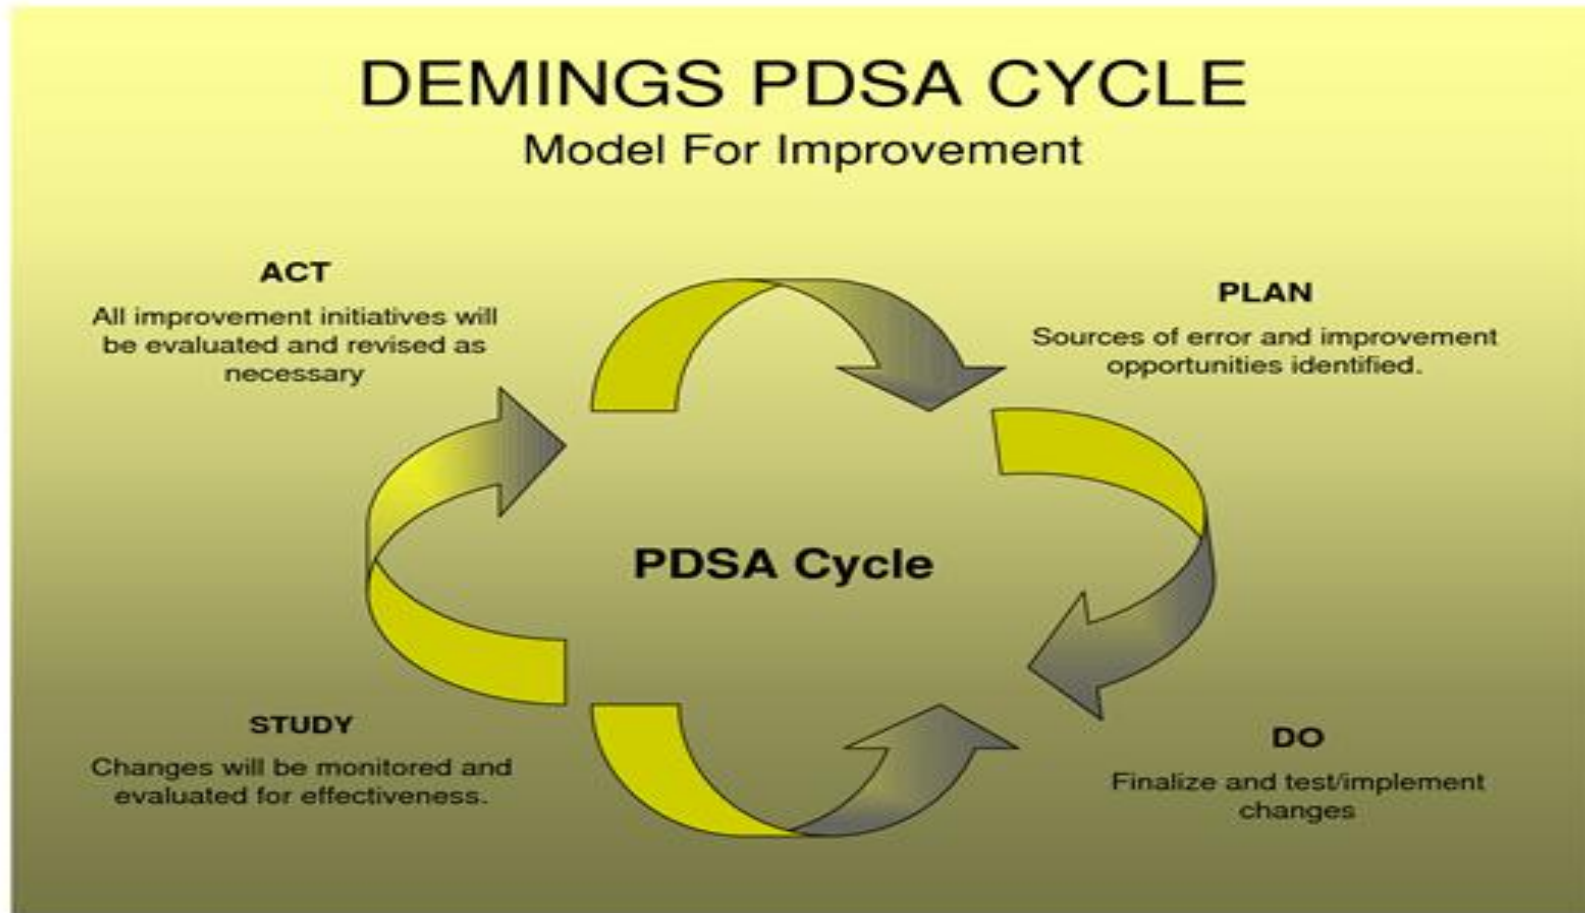 DEMINGS PDSA CYCLE
Model For Improvement
ACT
All improvement initiatives will
be evaluated and revised as
necessary
PLAN
Sources of error and improvement
opportunities identified.
PDSA Cycle
STUDY
Changes will be monitored and
evaluated for effectiveness.
DO
Finalize and test/implement
changes